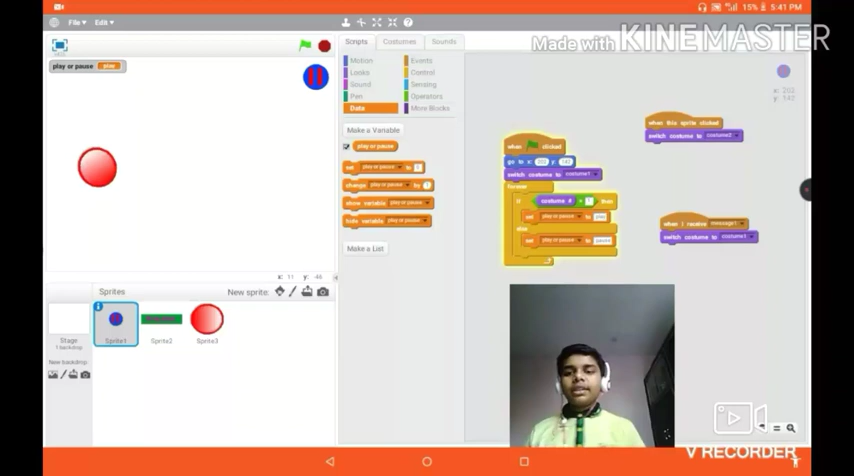 15% 5:41 PM
File Edit
Made with KINEMASTER
Scripts Costumes Sounds
play or pause play
Motion Events
Looks Control
Sound Sensing
Pen Operators
Data More Blocks
Make a Variable
play or pause
set play or pause to
change play or pause by 1
show variable play or pause
hide variable play or pause
Make a List
when clicked
go to x: y: 142
switch costume to costume1
forever
if costume # then
set play or pause to play
else
set play or pause to
when this sprite clicked
switch costume to costume2
when I receive message1
switch costume to costume1
x: 11 y:
Sprites New sprite:
Stage
1 backdrop
New backdrop:
Sprite1 Sprite2 Sprite3
V RECORDER